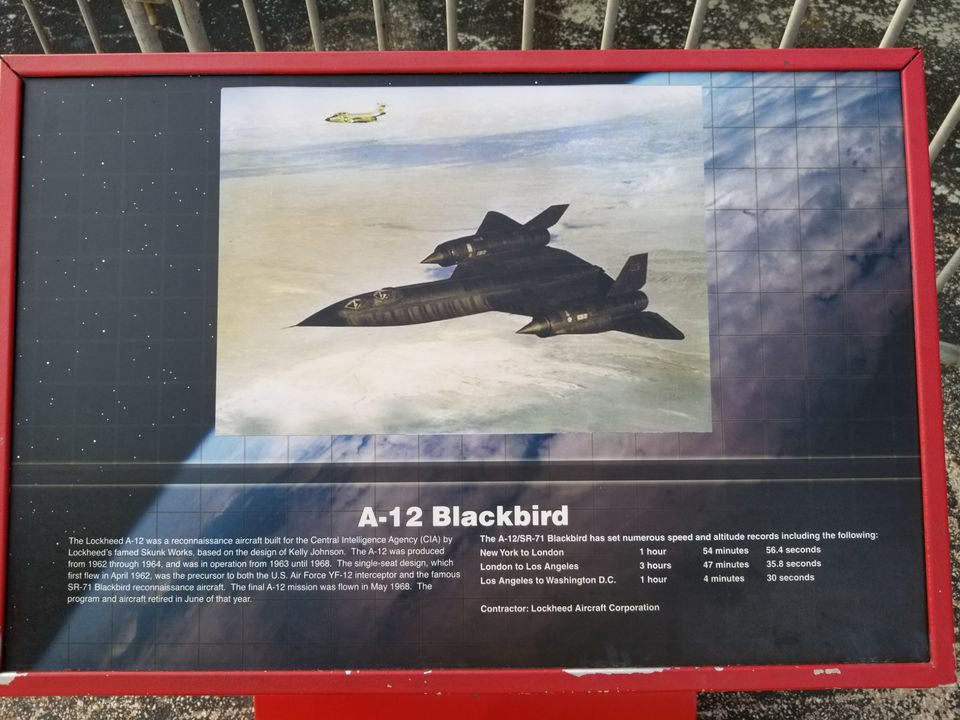 A-12 Blackbird
The Lockheed A-12 was a reconnaissance aircraft built for the Central Intelligence Agency (CIA) by
Lockheed's famed Skunk Works, based on the design of Kelly Johnson. The A-12 was produced
from 1962 through 1964, and was in operation from 1963 until 1968. The single-seat design, which
first flew in April 1962, was the precursor to both the U.S. Air Force YF-12 interceptor and the famous
SR-71 Blackbird reconnaissance aircraft. The final A-12 mission was flown in May 1968. The
program and aircraft retired in June of that year.
The A-12/SR-71 Blackbird has set numerous speed and altitude records including the following:
New York to London 1 hour 54 minutes 56.4 seconds
London to Los Angeles 3 hours 47 minutes 35.8 seconds
Los Angeles to Washington D.C. 1 hour 4 minutes 30 seconds
Contractor: Lockheed Aircraft Corporation